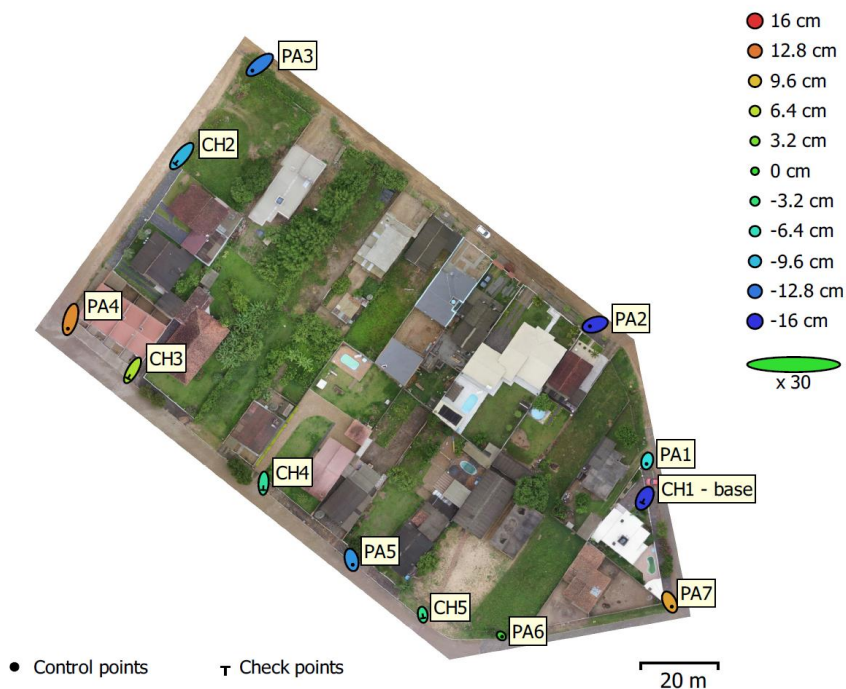 16 cm
12.8 cm
9.6 cm
6.4 cm
3.2 cm
0 cm
-3.2 cm
-6.4 cm
-9.6 cm
-12.8 cm
-16 cm
x 30
PA3
CH2
PA4
CH3
PA2
PA1
CH1 - base
CH4
PA5
PA7
CH5
PA6
Control points
Check points
20 m